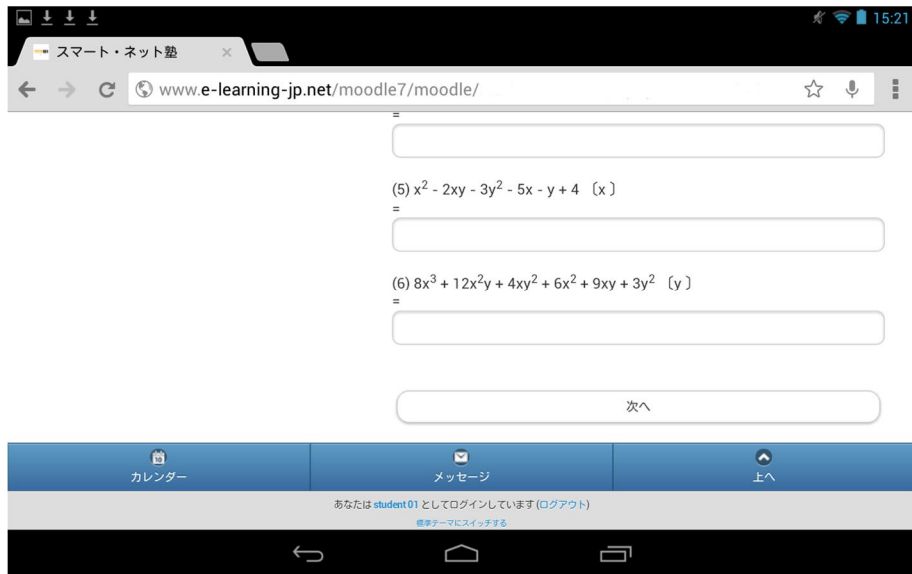 15:21
スマート・ネット塾
www.e-learning-jp.net/moodle7/moodle/
=
(5) x² - 2xy - 3y² - 5x - y + 4 〔x〕
=
(6) 8x³ + 12x²y + 4xy² + 6x² + 9xy + 3y² 〔y〕
=
次へ
10
カレンダー
メッセージ
上へ
あなたは student 01 としてログインしています (ログアウト)
標準テーマにスイッチする